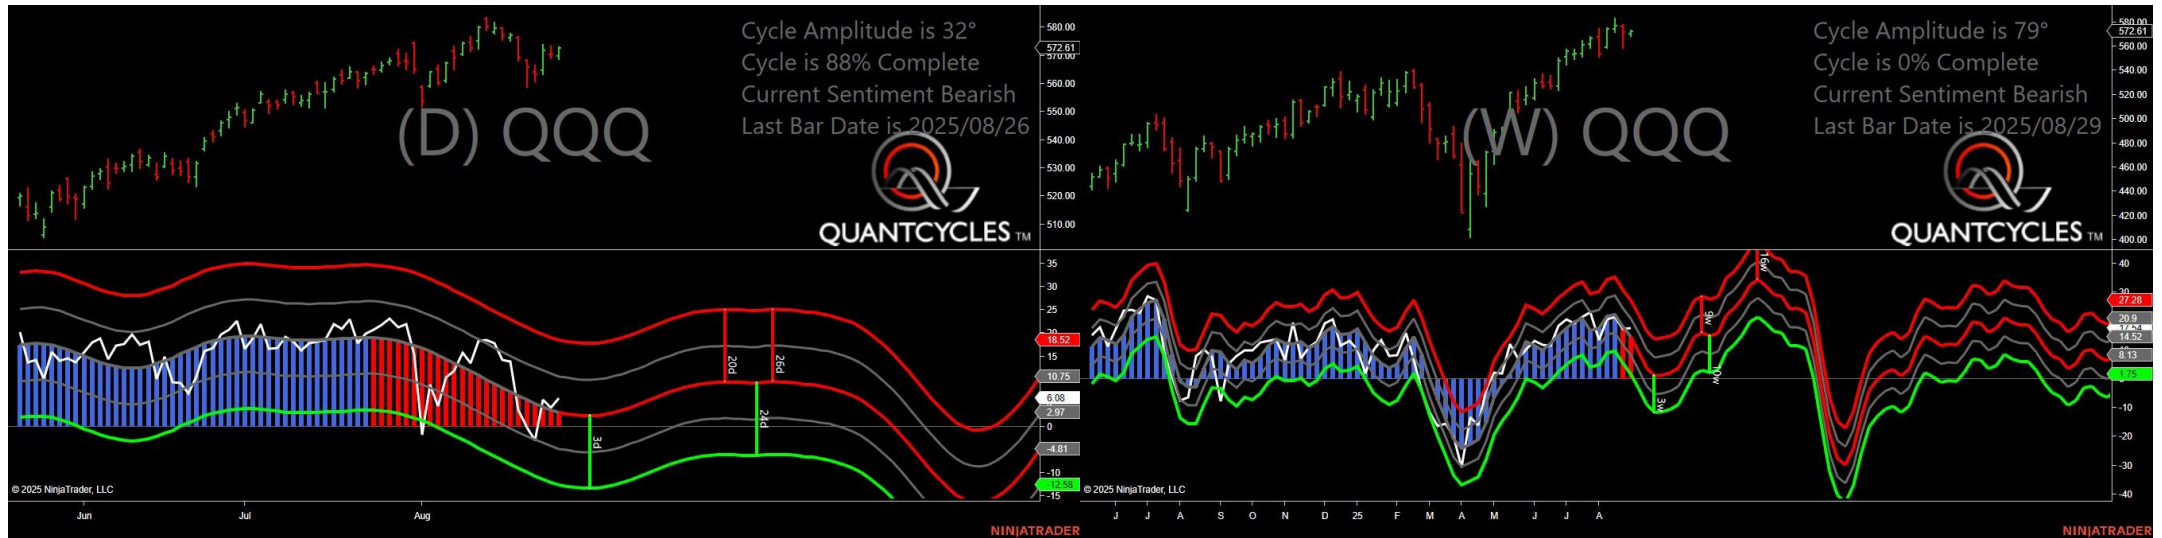 Cycle Amplitude is 32°
Cycle is 88% Complete
Current Sentiment Bearish
Last Bar Date is 2025/08/26
(D) QQQ
QUANTCYCLES TM
580.00
572.61
570.00
560.00
550.00
540.00
530.00
520.00
510.00
35
30
25
20
18.52
15
10.75
6.08
2.97
0
-4.81
-10
-12.58
-15
20d
26d
24d
3d
© 2025 NinjaTrader, LLC
Jun Jul Aug
NINJATRADER
Cycle Amplitude is 79°
Cycle is 0% Complete
Current Sentiment Bearish
Last Bar Date is 2025/08/29
(W) QQQ
QUANTCYCLES TM
580.00
572.61
560.00
540.00
520.00
500.00
480.00
460.00
440.00
420.00
400.00
16w
9w
10w
3w
40
30
27.28
20.9
17.54
14.52
8.13
1.75
-10
-20
-30
-40
© 2025 NinjaTrader, LLC
J J A S O N D 25 F M A M J J A
NINJATRADER